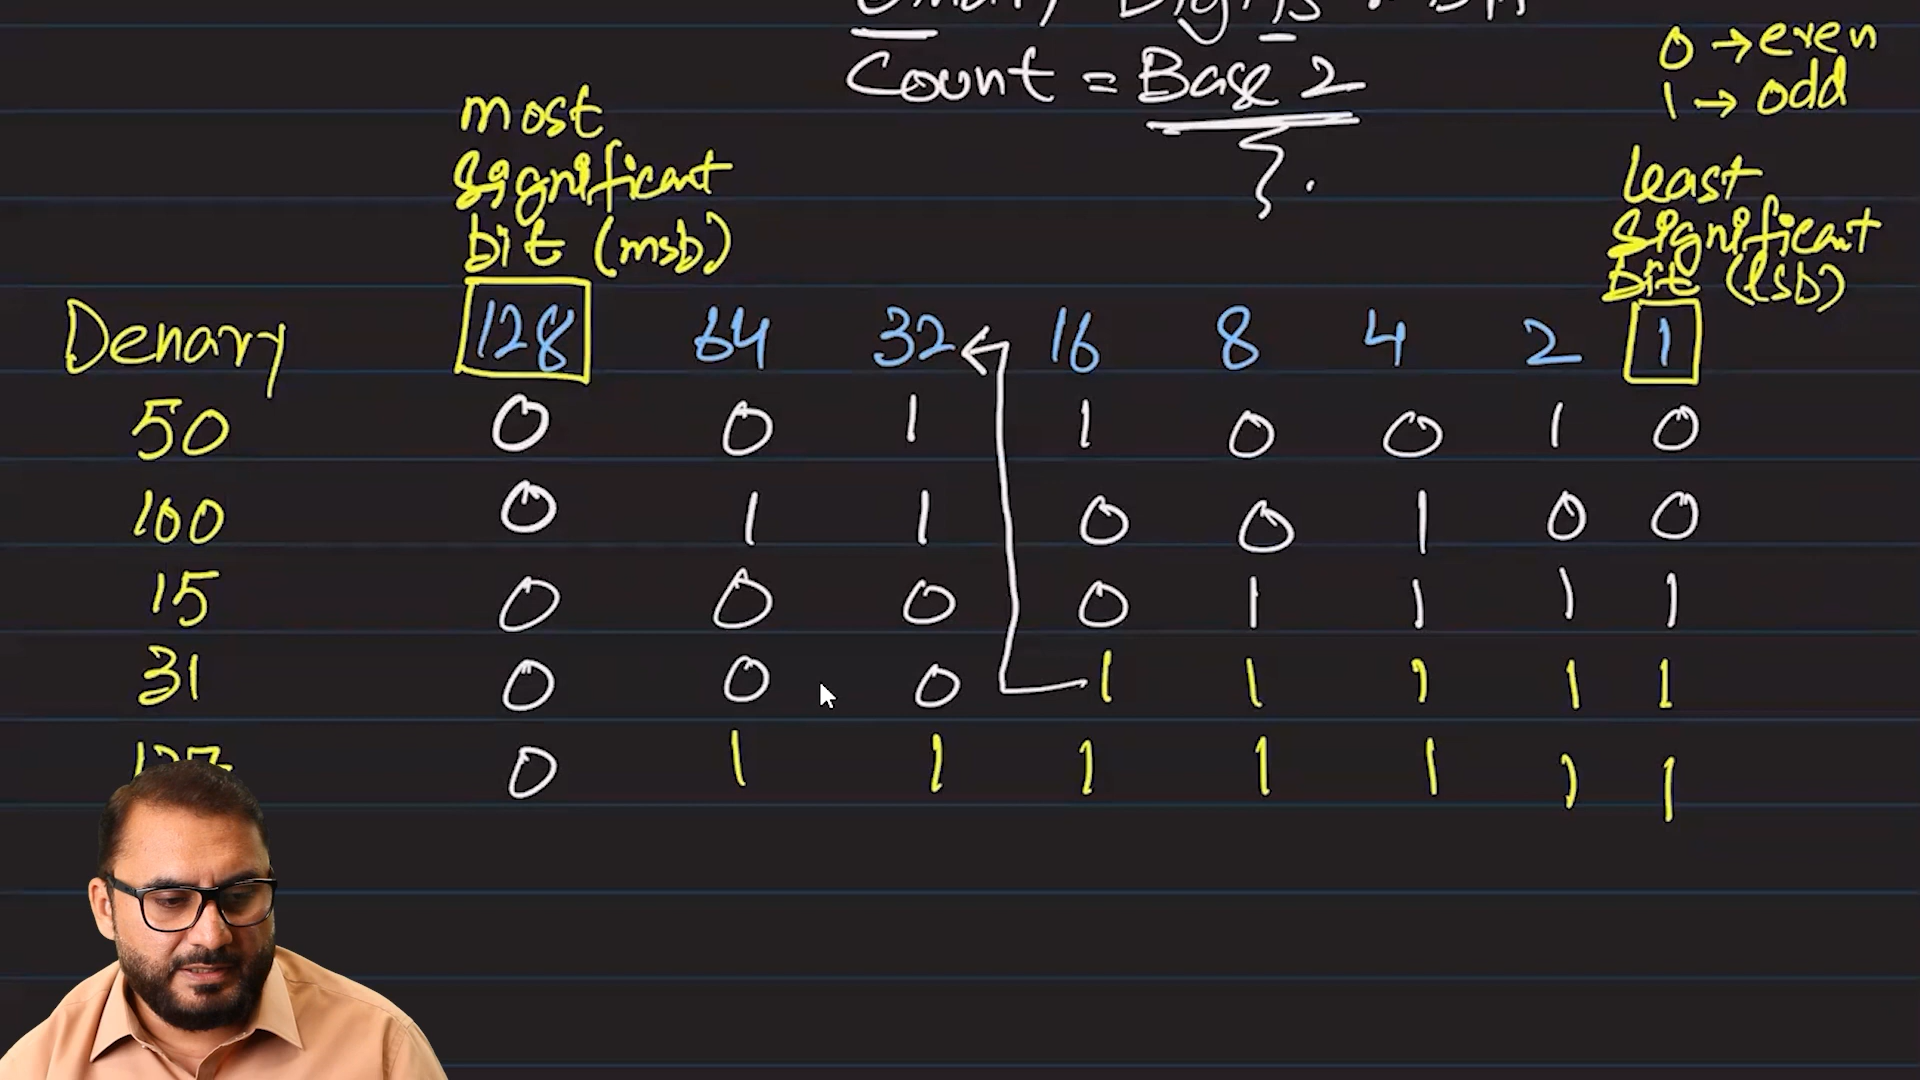 Binary Digits
Count = Base 2
0 → even
1 → odd
most
significant
bit (msb)
least
significant
bit (lsb)
Denary 128 64 32 16 8 4 2 1
50 0 0 1 1 0 0 1 0
100 0 1 1 0 0 1 0 0
15 0 0 0 0 1 1 1 1
31 0 0 0 1 1 1 1 1
127 0 1 1 1 1 1 1 1